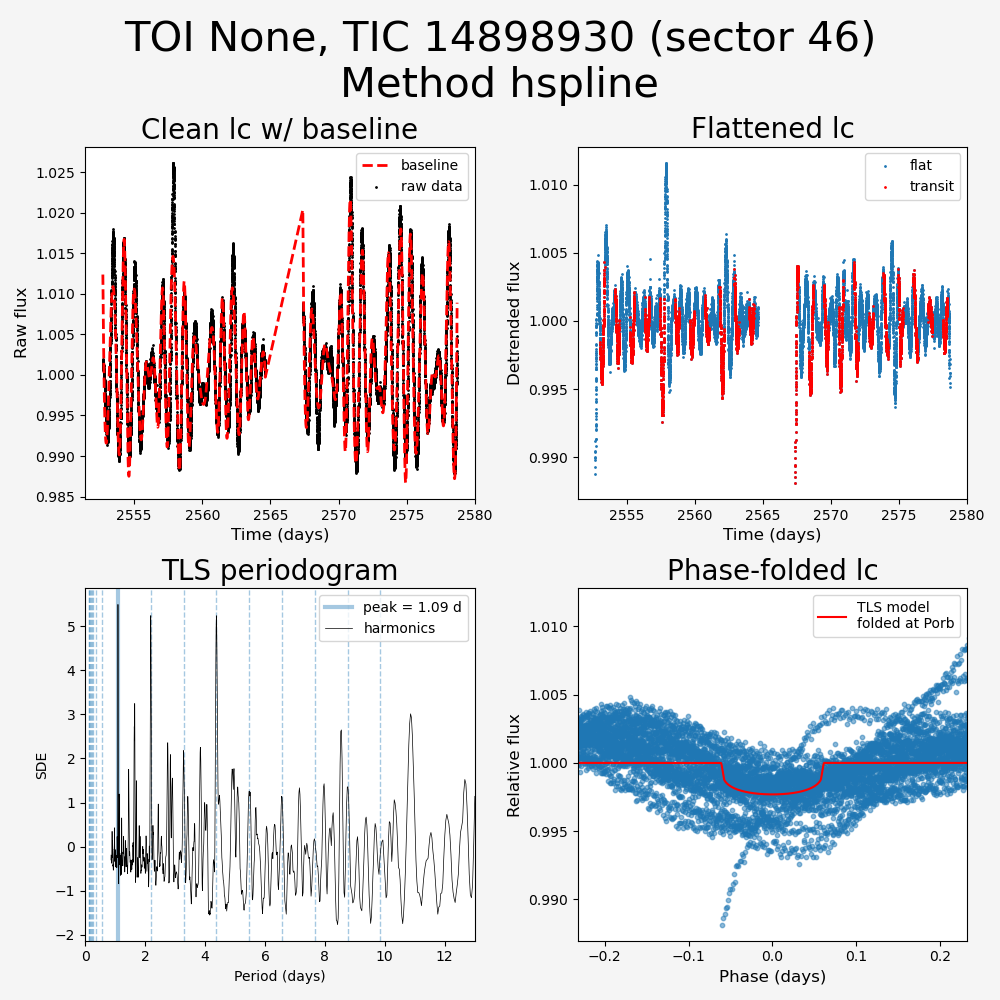 TOI None, TIC 14898930 (sector 46)
Method hspline
Clean lc w/ baseline
Raw flux
1.025
1.020
1.015
1.010
1.005
1.000
0.995
0.990
0.985
baseline
raw data
2555 2560 2565 2570 2575 2580
Time (days)
Flattened lc
Detrended flux
1.010
1.005
1.000
0.995
0.990
flat
transit
2555 2560 2565 2570 2575 2580
Time (days)
TLS periodogram
SDE
5
4
3
2
1
0
−1
−2
peak = 1.09 d
harmonics
0 2 4 6 8 10 12
Period (days)
Phase-folded lc
Relative flux
1.010
1.005
1.000
0.995
0.990
TLS model
folded at Porb
−0.2 −0.1 0.0 0.1 0.2
Phase (days)